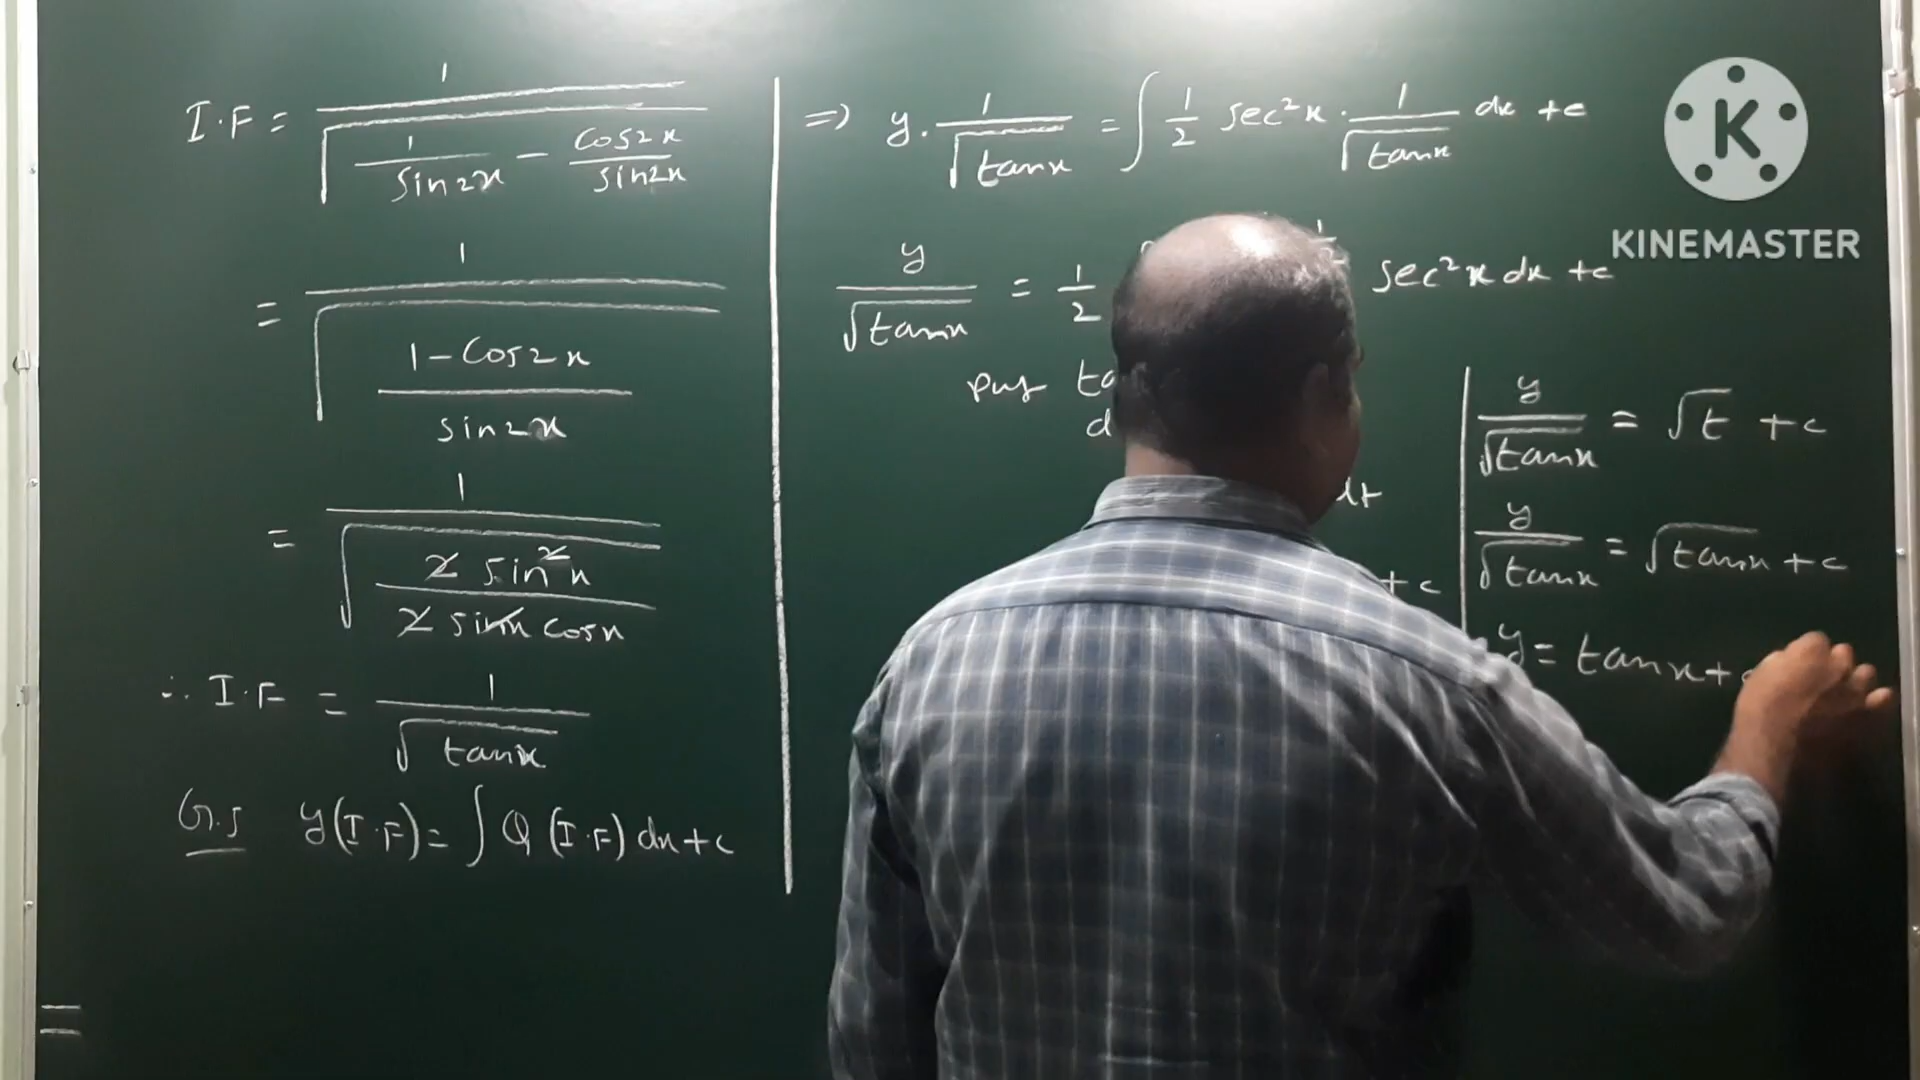 I.F = 1 / √(1/sin2x - cos2x/sin2x)
= 1 / √((1 - cos2x)/sin2x)
= 1 / √(2 sin²x / 2 sinx cosx)
∴ I.F = 1/√tanx
G.S y(I.F) = ∫ Q (I.F) dx + c
=> y. 1/√tanx = ∫ 1/2 sec²x . 1/√tanx dx + c
y/√tanx = 1/2 sec²x dx + c
put
dt
+ c
y/√tanx = √t + c
y/√tanx = √tanx + c
y = tanx +
K
KINEMASTER